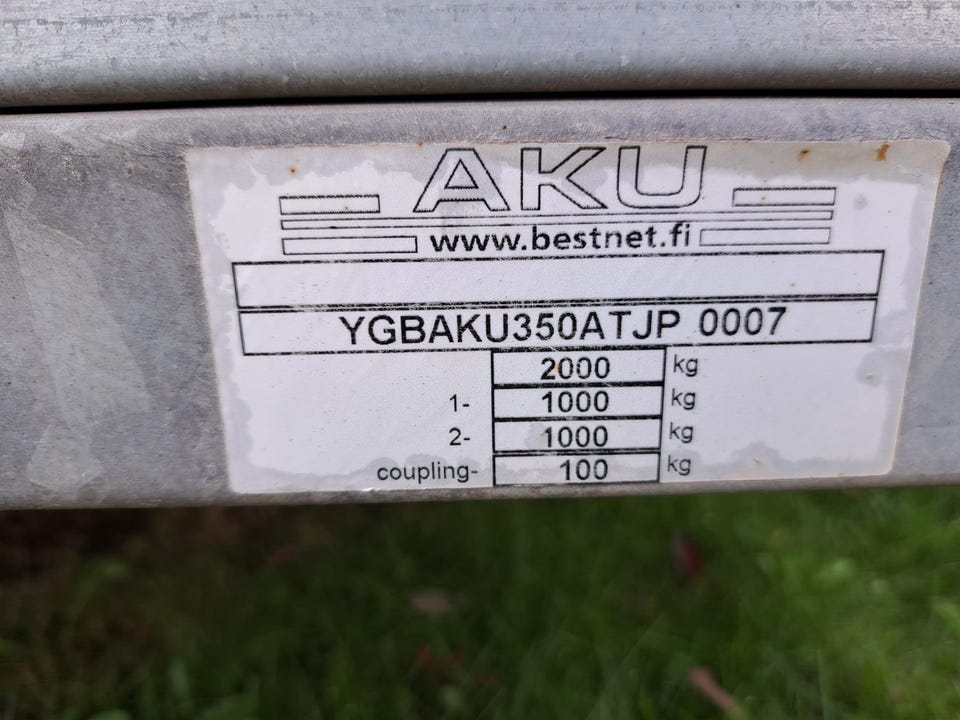 AKU
www.bestnet.fi
YGBAKU350ATJP 0007
2000 kg
1- 1000 kg
2- 1000 kg
coupling- 100 kg